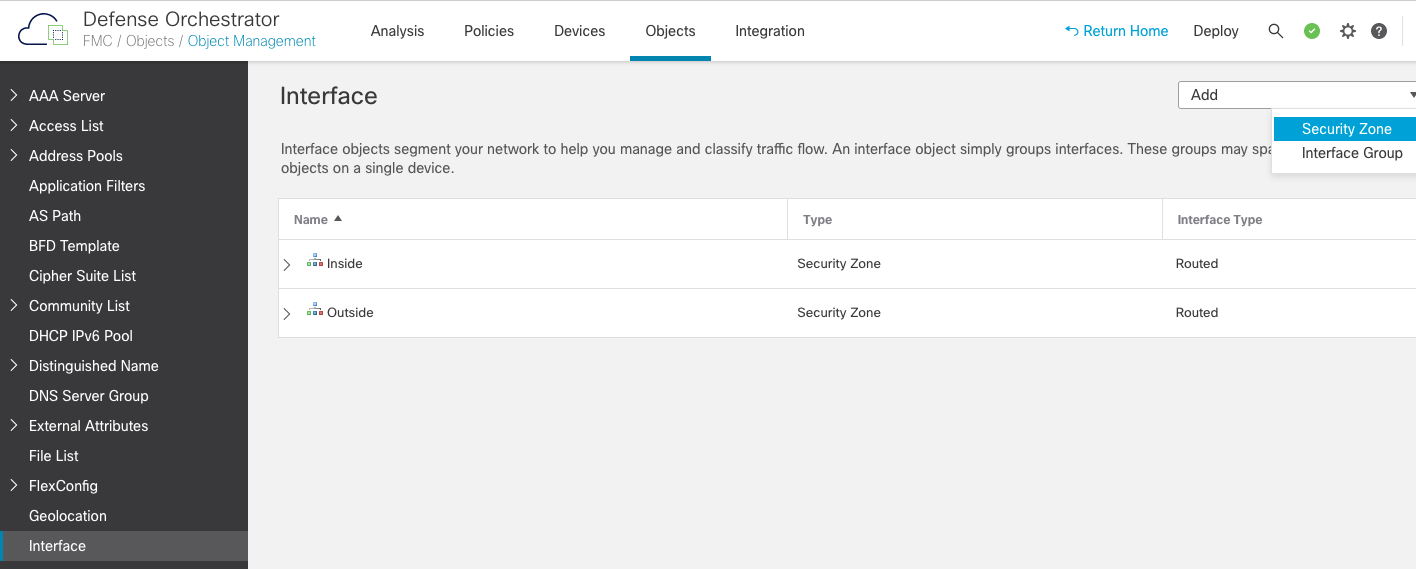 Defense Orchestrator
FMC / Objects / Object Management
Analysis
Policies
Devices
Objects
Integration
Return Home
Deploy
AAA Server
Access List
Address Pools
Application Filters
AS Path
BFD Template
Cipher Suite List
Community List
DHCP IPv6 Pool
Distinguished Name
DNS Server Group
External Attributes
File List
FlexConfig
Geolocation
Interface
Interface
Add
Security Zone
Interface Group
Interface objects segment your network to help you manage and classify traffic flow. An interface object simply groups interfaces. These groups may
objects on a single device.
Name Type Interface Type
Inside Security Zone Routed
Outside Security Zone Routed